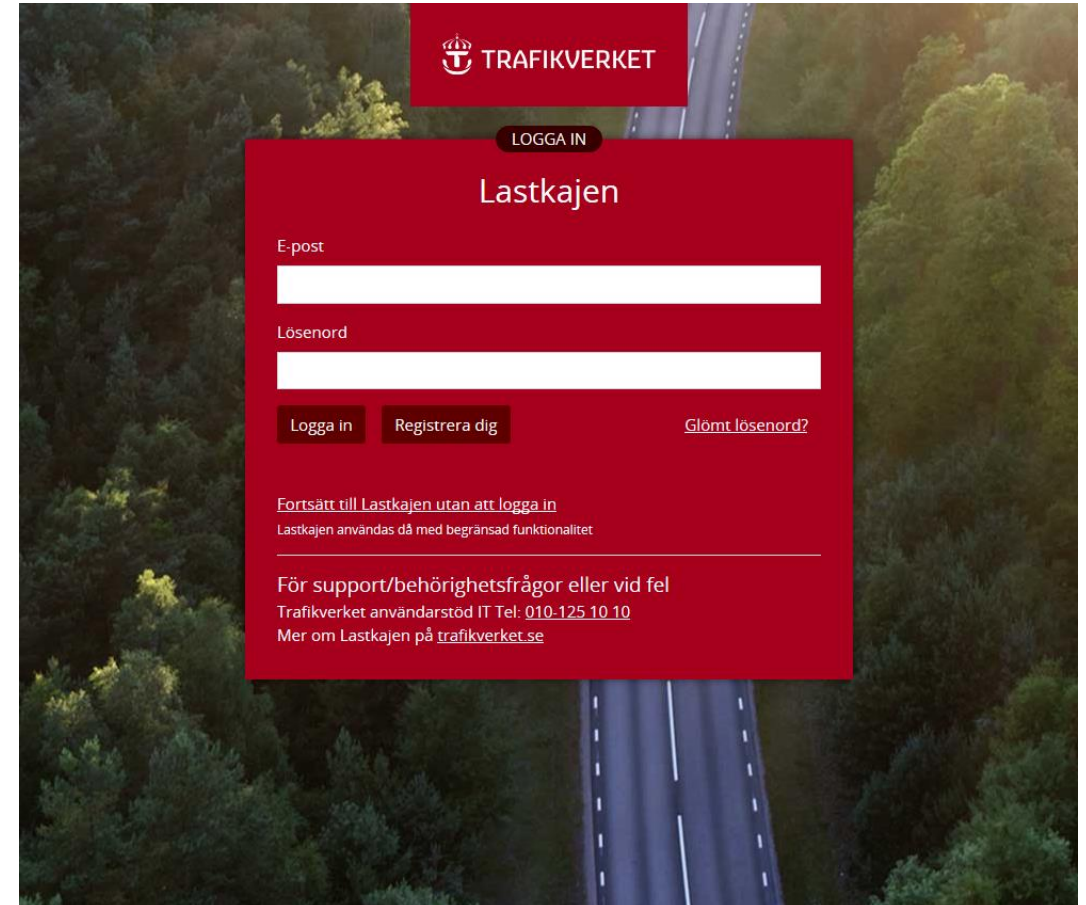 TRAFIKVERKET
LOGGA IN
Lastkajen
E-post
Lösenord
Logga in Registrera dig Glömt lösenord?
Fortsätt till Lastkajen utan att logga in
Lastkajen användas då med begränsad funktionalitet
För support/behörighetsfrågor eller vid fel
Trafikverket användarstöd IT Tel: 010-125 10 10
Mer om Lastkajen på trafikverket.se